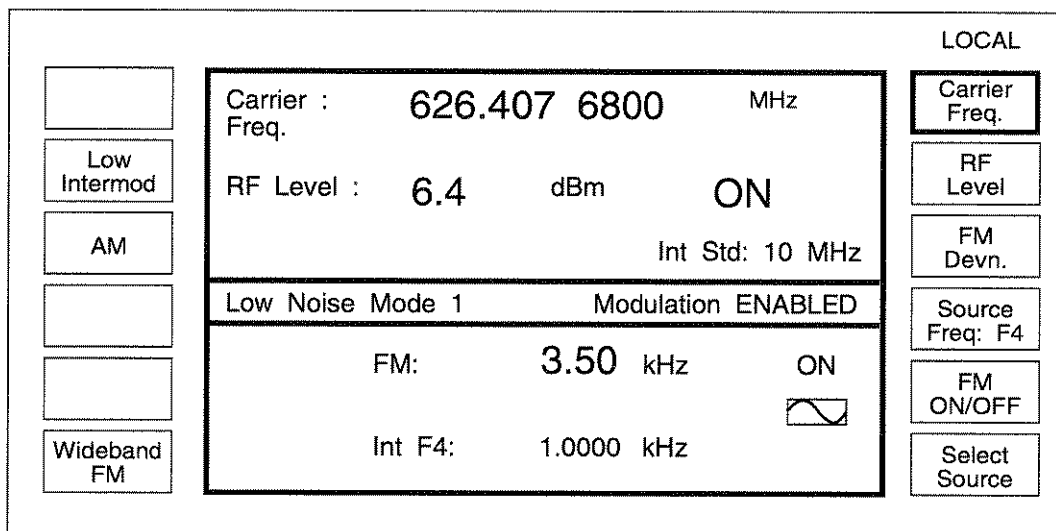 LOCAL
Low
Intermod
AM
Wideband
FM
Carrier : 626.407 6800 MHz
Freq.
RF Level : 6.4 dBm ON
Int Std: 10 MHz
Low Noise Mode 1 Modulation ENABLED
FM: 3.50 kHz ON
Int F4: 1.0000 kHz
Carrier
Freq.
RF
Level
FM
Devn.
Source
Freq: F4
FM
ON/OFF
Select
Source